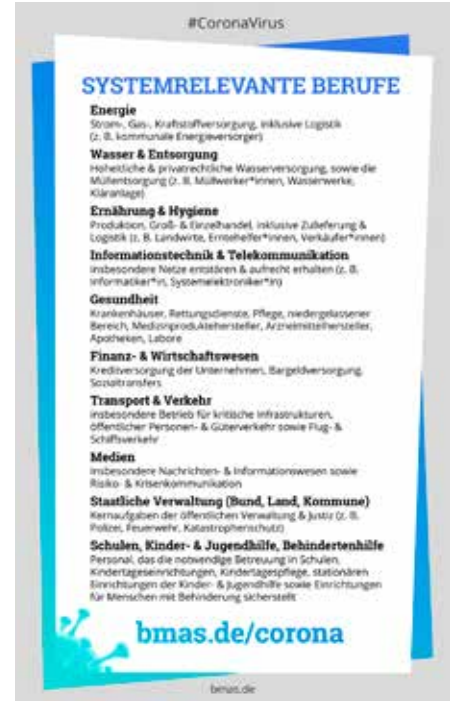 #CoronaVirus
SYSTEMRELEVANTE BERUFE
Energie
Strom-, Gas-, Kraftstoffversorgung, inklusive Logistik
(z. B. kommunale Energieversorger)
Wasser & Entsorgung
Hoheitliche & privatrechtliche Wasserversorgung, sowie die
Müllentsorgung (z. B. Müllwerker*innen, Wasserwerke,
Kläranlage)
Ernährung & Hygiene
Produktion, Groß- & Einzelhandel, inklusive Zulieferung &
Logistik (z. B. Landwirte, Erntehelfer*innen, Verkäufer*innen)
Informationstechnik & Telekommunikation
insbesondere Netze entstören & aufrecht erhalten (z. B.
Informatiker*in, Systemelektroniker*in)
Gesundheit
Krankenhäuser, Rettungsdienste, Pflege, niedergelassener
Bereich, Medizinproduktehersteller, Arzneimittelhersteller,
Apotheken, Labore
Finanz- & Wirtschaftswesen
Kreditversorgung der Unternehmen, Bargeldversorgung,
Sozialtransfers
Transport & Verkehr
insbesondere Betrieb für kritische Infrastrukturen,
öffentlicher Personen- & Güterverkehr sowie Flug- &
Schiffsverkehr
Medien
insbesondere Nachrichten- & Informationswesen sowie
Risiko- & Krisenkommunikation
Staatliche Verwaltung (Bund, Land, Kommune)
Kernaufgaben der öffentlichen Verwaltung & Justiz (z. B.
Polizei, Feuerwehr, Katastrophenschutz)
Schulen, Kinder- & Jugendhilfe, Behindertenhilfe
Personal, das die notwendige Betreuung in Schulen,
Kindertageseinrichtungen, Kindertagespflege, stationären
Einrichtungen der Kinder- & Jugendhilfe sowie Einrichtungen
für Menschen mit Behinderung sicherstellt
bmas.de/corona
bmas.de